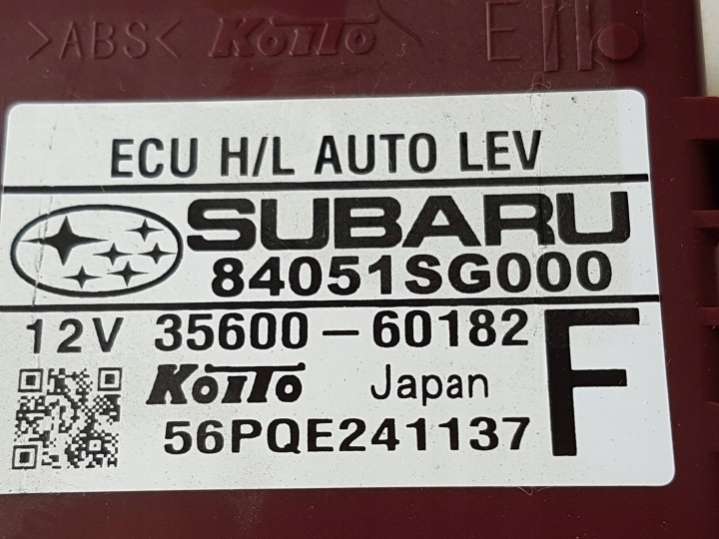 >ABS< KOITO E
ECU H/L AUTO LEV
SUBARU
84051SG000
12V 35600-60182
F
KOITO Japan
56PQE241137